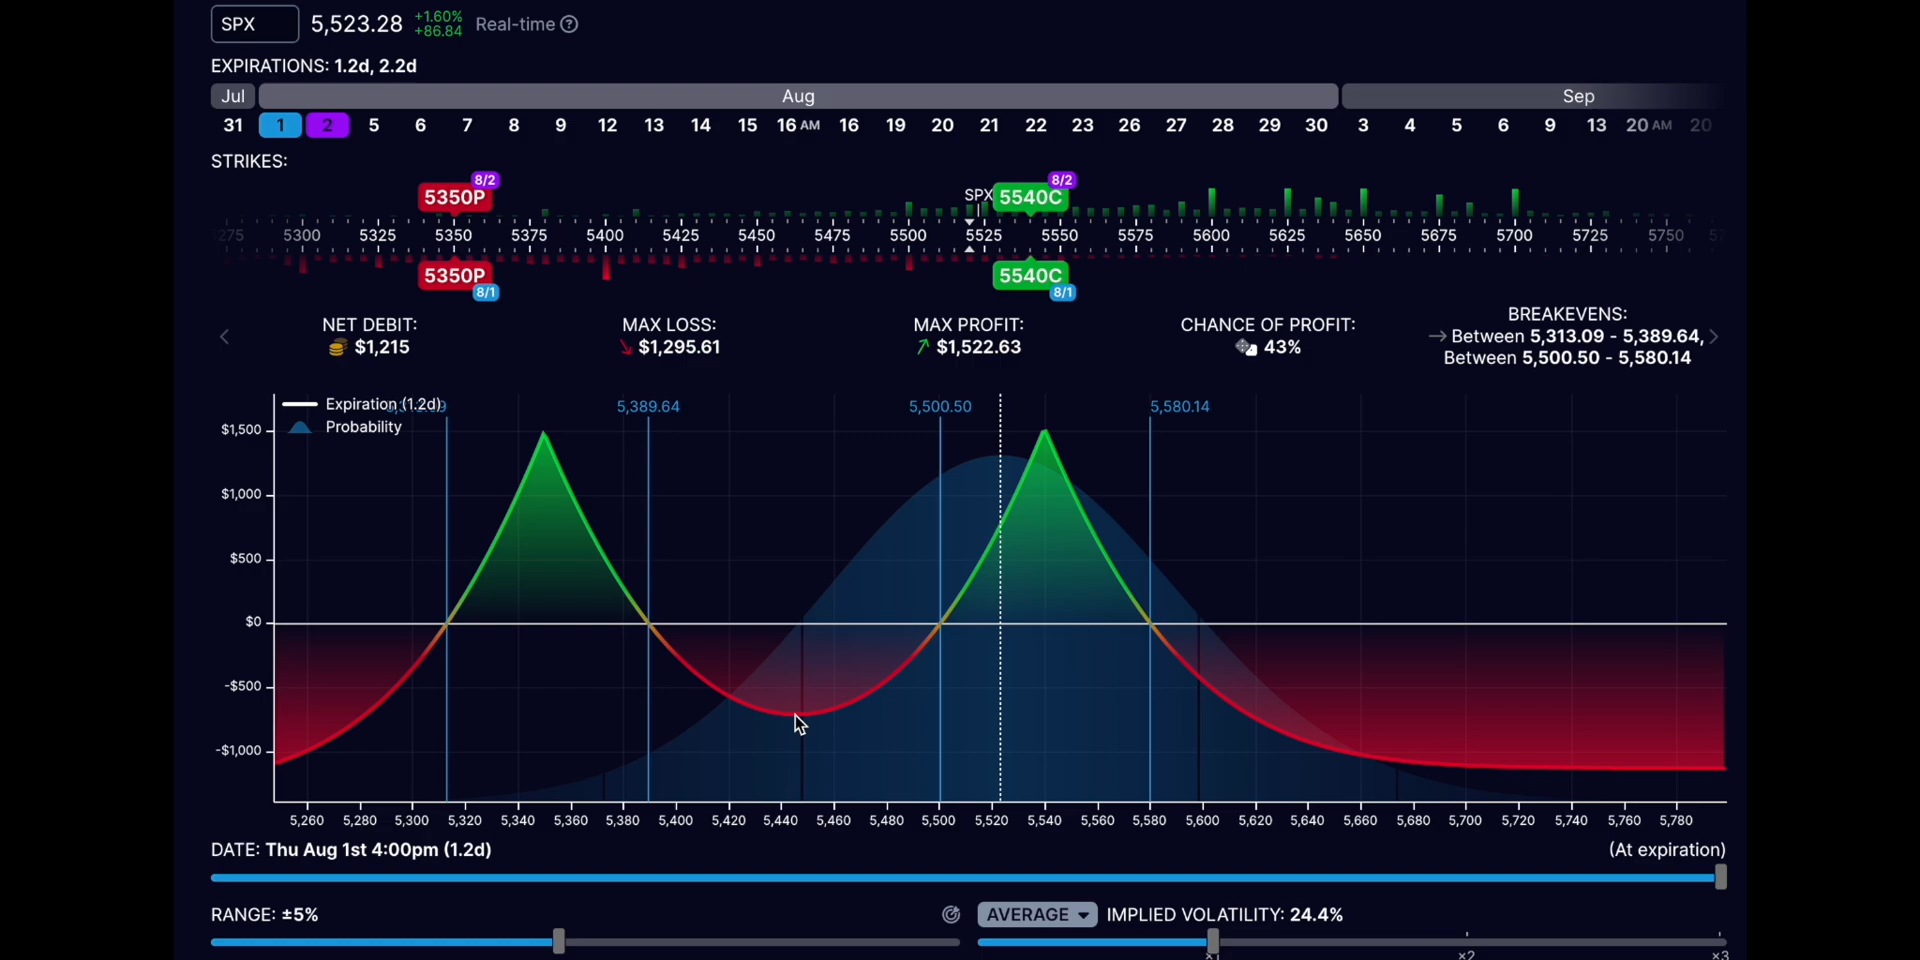 SPX 5,523.28 +1.60% +86.84 Real-time ?
EXPIRATIONS: 1.2d, 2.2d
Jul Aug Sep
31 1 2 5 6 7 8 9 12 13 14 15 16 AM 16 19 20 21 22 23 26 27 28 29 30 3 4 5 6 9 13 20 AM 20
STRIKES:
8/2 8/2
5350P SPX 5540C
275 5300 5325 5350 5375 5400 5425 5450 5475 5500 5525 5550 5575 5600 5625 5650 5675 5700 5725 5750
5350P 5540C
8/1 8/1
NET DEBIT: MAX LOSS: MAX PROFIT: CHANCE OF PROFIT: BREAKEVENS:
$1,215 $1,295.61 $1,522.63 43% Between 5,313.09 - 5,389.64,
Between 5,500.50 - 5,580.14
Expiration (1.2d) 5,389.64 5,500.50 5,580.14
Probability
$1,500
$1,000
$500
$0
-$500
-$1,000
5,260 5,280 5,300 5,320 5,340 5,360 5,380 5,400 5,420 5,440 5,460 5,480 5,500 5,520 5,540 5,560 5,580 5,600 5,620 5,640 5,660 5,680 5,700 5,720 5,740 5,760 5,780
DATE: Thu Aug 1st 4:00pm (1.2d) (At expiration)
RANGE: ±5% AVERAGE IMPLIED VOLATILITY: 24.4%
x2 x3